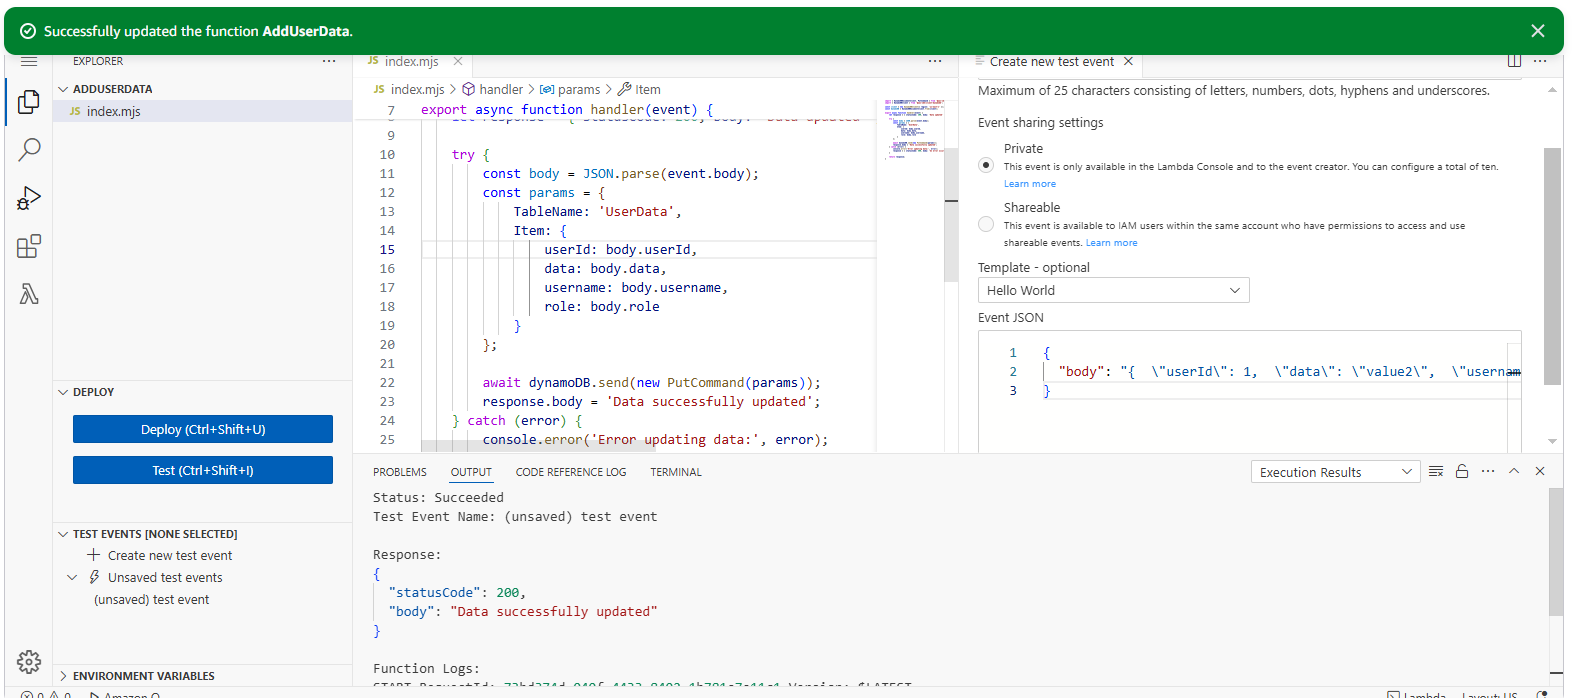 Successfully updated the function AddUserData.
EXPLORER
ADDUSERDATA
JS index.mjs
DEPLOY
Deploy (Ctrl+Shift+U)
Test (Ctrl+Shift+I)
TEST EVENTS [NONE SELECTED]
Create new test event
Unsaved test events
(unsaved) test event
ENVIRONMENT VARIABLES
0 0 Amazon Q
JS index.mjs
JS index.mjs > handler > params > Item
7 export async function handler(event) {
9
10 try {
11 const body = JSON.parse(event.body);
12 const params = {
13 TableName: 'UserData',
14 Item: {
15 userId: body.userId,
16 data: body.data,
17 username: body.username,
18 role: body.role
19 }
20 };
21
22 await dynamoDB.send(new PutCommand(params));
23 response.body = 'Data successfully updated';
24 } catch (error) {
25 console.error('Error updating data:', error);
Create new test event
Maximum of 25 characters consisting of letters, numbers, dots, hyphens and underscores.
Event sharing settings
Private
This event is only available in the Lambda Console and to the event creator. You can configure a total of ten.
Learn more
Shareable
This event is available to IAM users within the same account who have permissions to access and use
shareable events. Learn more
Template - optional
Hello World
Event JSON
1 {
2 "body": "{ \"userId\": 1, \"data\": \"value2\", \"usernam
3 }
PROBLEMS OUTPUT CODE REFERENCE LOG TERMINAL
Execution Results
Status: Succeeded
Test Event Name: (unsaved) test event
Response:
{
"statusCode": 200,
"body": "Data successfully updated"
}
Function Logs:
Lambda Layout: US